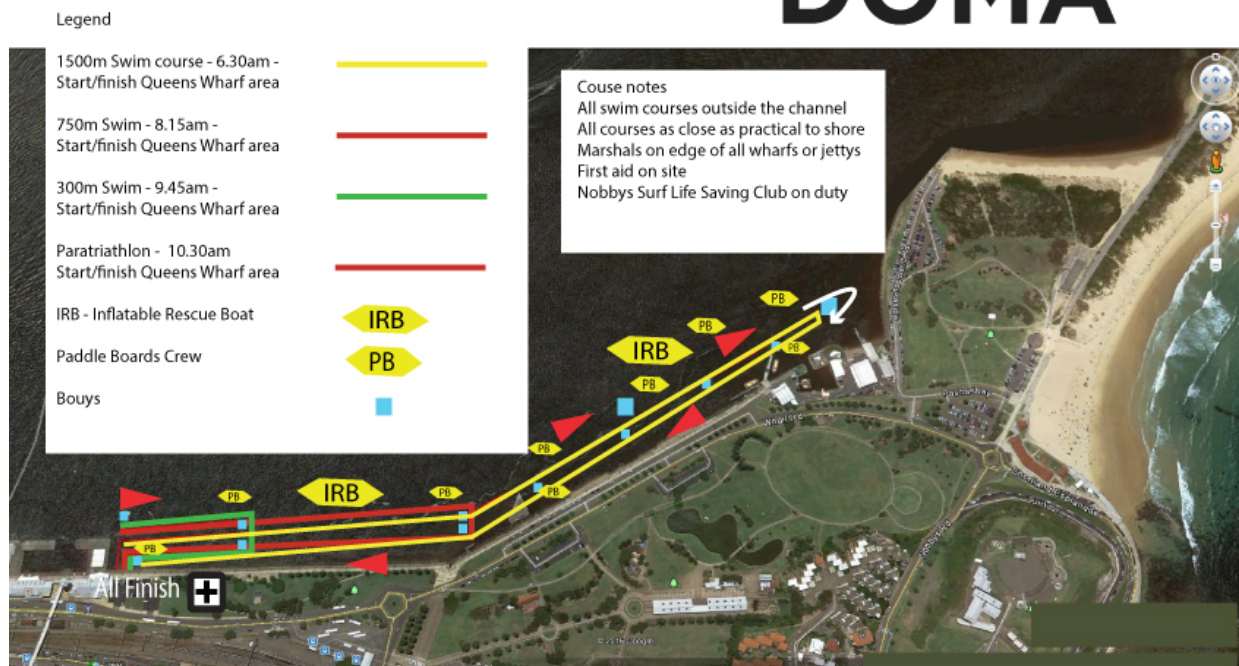 DOMA
Legend
1500m Swim course - 6.30am -
Start/finish Queens Wharf area
750m Swim - 8.15am -
Start/finish Queens Wharf area
300m Swim - 9.45am -
Start/finish Queens Wharf area
Paratriathlon - 10.30am
Start/finish Queens Wharf area
IRB - Inflatable Rescue Boat
IRB
Paddle Boards Crew
PB
Bouys
Couse notes
All swim courses outside the channel
All courses as close as practical to shore
Marshals on edge of all wharfs or jettys
First aid on site
Nobbys Surf Life Saving Club on duty
N
PB
PB
IRB
PB
PB
Wharf Rd
PB
PB
IRB
PB
PB
PB
All Finish